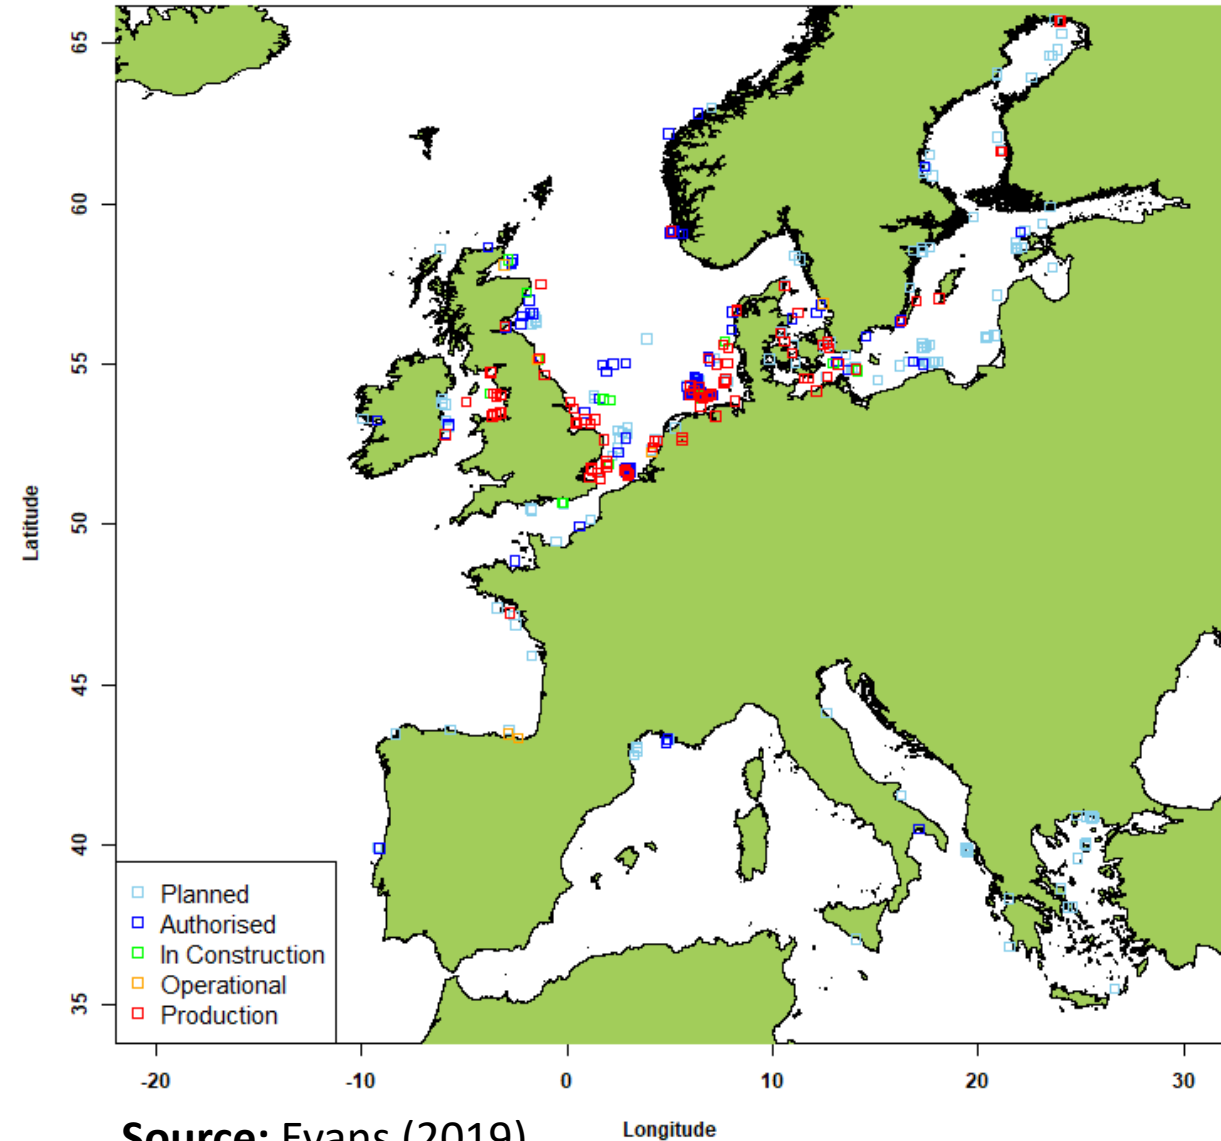 65
60
55
50
45
40
35
Latitude
Planned
Authorised
In Construction
Operational
Production
-20
-10
0
10
20
30
Longitude
Source: Evans (2019)